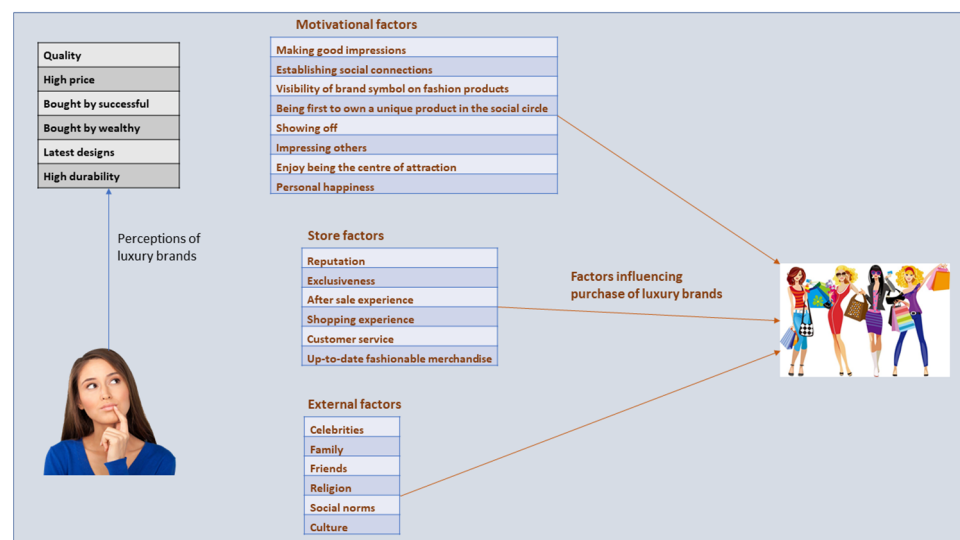 Motivational factors
Quality
High price
Bought by successful
Bought by wealthy
Latest designs
High durability
Perceptions of
luxury brands
Making good impressions
Establishing social connections
Visibility of brand symbol on fashion products
Being first to own a unique product in the social circle
Showing off
Impressing others
Enjoy being the centre of attraction
Personal happiness
Store factors
Reputation
Exclusiveness
After sale experience
Shopping experience
Customer service
Up-to-date fashionable merchandise
Factors influencing
purchase of luxury brands
External factors
Celebrities
Family
Friends
Religion
Social norms
Culture